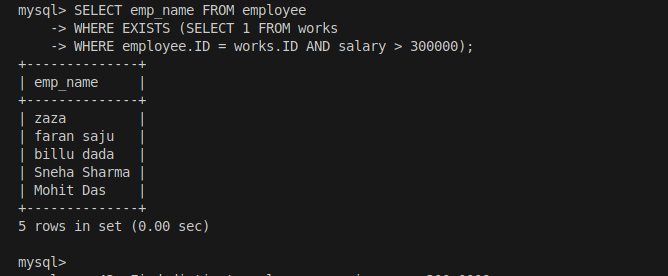 mysql> SELECT emp_name FROM employee
    -> WHERE EXISTS (SELECT 1 FROM works
    -> WHERE employee.ID = works.ID AND salary > 300000);
+--------------+
| emp_name     |
+--------------+
| zaza         |
| faran saju   |
| billu dada   |
| Sneha Sharma |
| Mohit Das    |
+--------------+
5 rows in set (0.00 sec)
mysql>